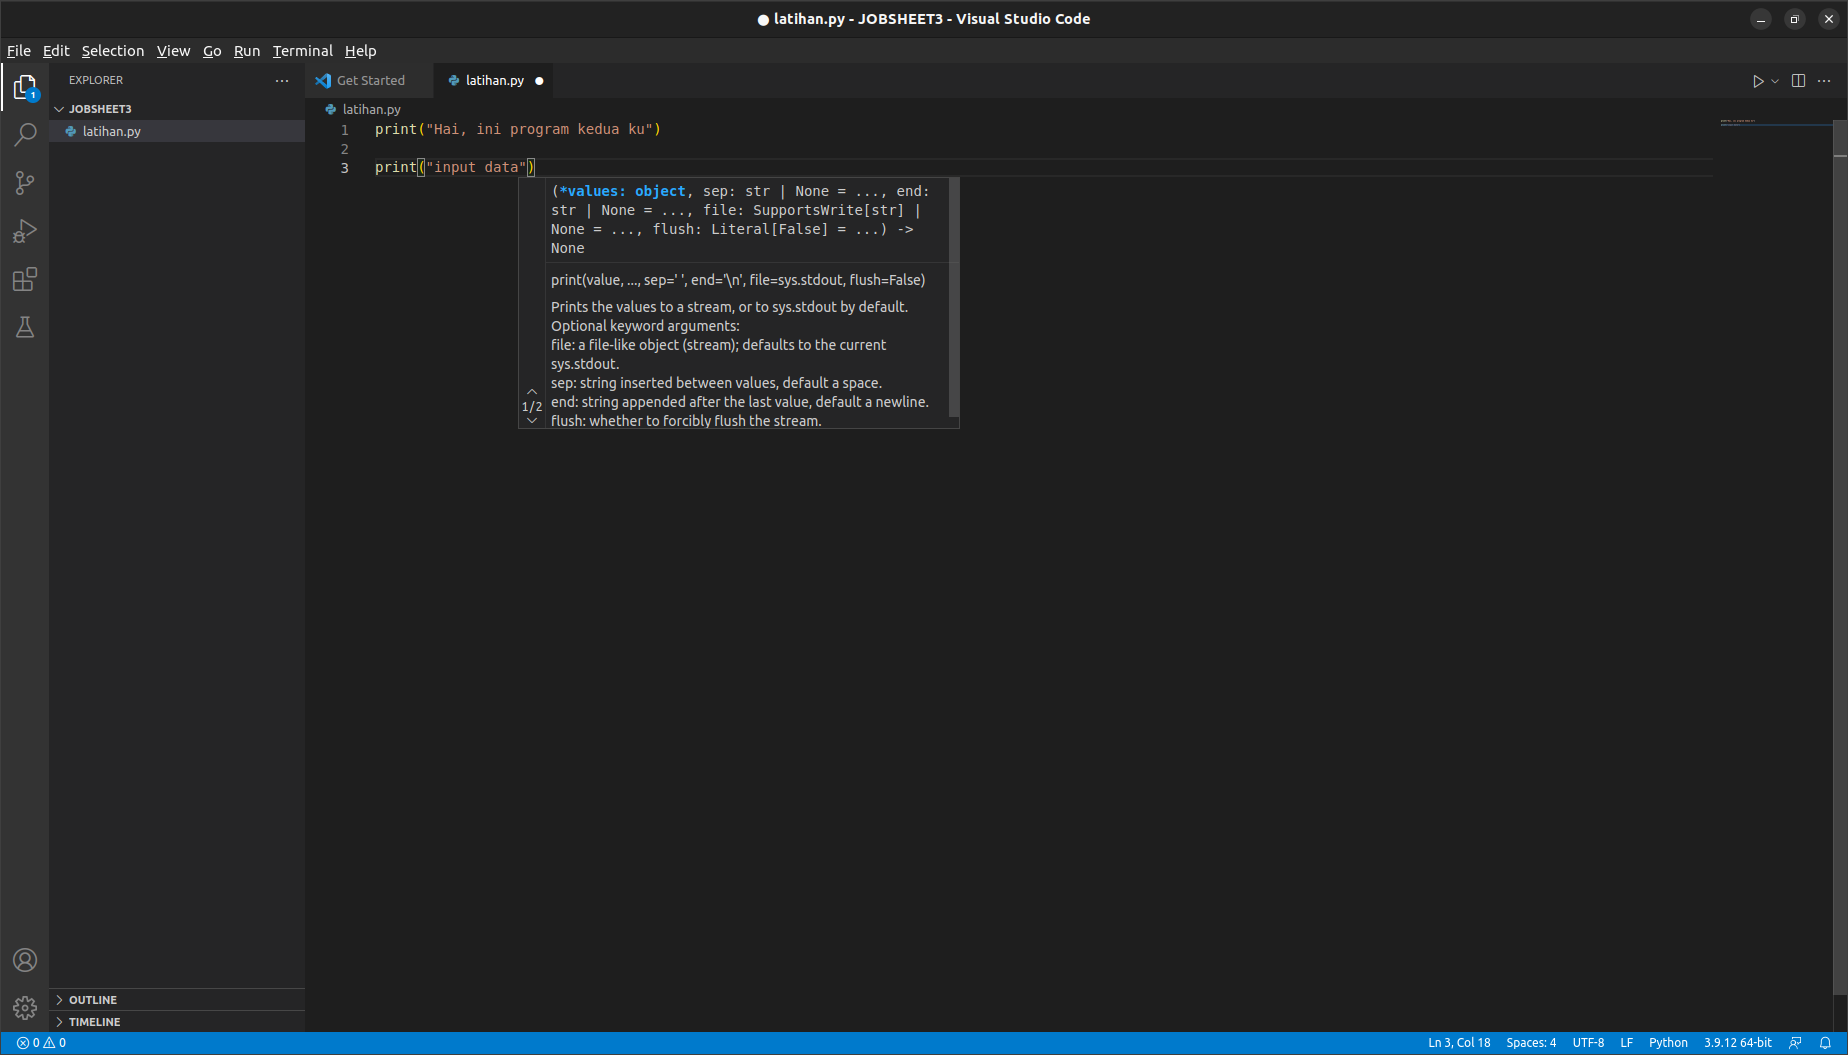 latihan.py - JOBSHEET3 - Visual Studio Code
File Edit Selection View Go Run Terminal Help
EXPLORER
Get Started
latihan.py
1
JOBSHEET3
latihan.py
latihan.py
1 print("Hai, ini program kedua ku")
2
3 print("input data")
(*values: object, sep: str | None = ..., end:
str | None = ..., file: SupportsWrite[str] |
None = ..., flush: Literal[False] = ...) ->
None
print(value, ..., sep=' ', end='\n', file=sys.stdout, flush=False)
Prints the values to a stream, or to sys.stdout by default.
Optional keyword arguments:
file: a file-like object (stream); defaults to the current
sys.stdout.
sep: string inserted between values, default a space.
end: string appended after the last value, default a newline.
flush: whether to forcibly flush the stream.
1/2
OUTLINE
TIMELINE
0 0
Ln 3, Col 18 Spaces: 4 UTF-8 LF Python 3.9.12 64-bit